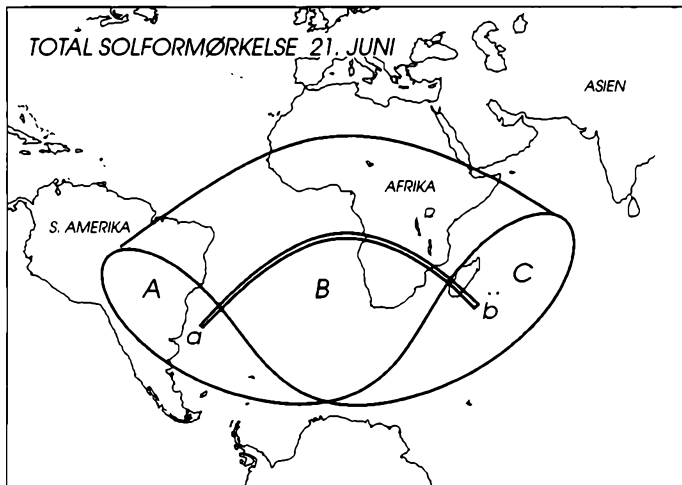 TOTAL SOLFORMØRKELSE 21. JUNI
ASIEN
AFRIKA
S. AMERIKA
A
B
C
a
b